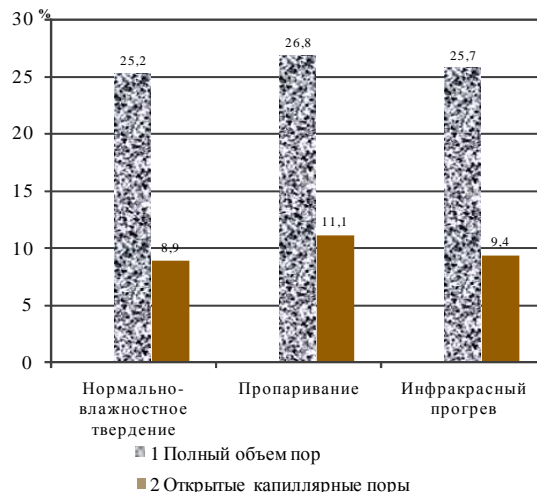 %
30
25
20
15
10
5
0
25,2
8,9
26,8
11,1
25,7
9,4
Нормально-
влажностное
твердение
Пропаривание
Инфракрасный
прогрев
1 Полный объем пор
2 Открытые капиллярные поры